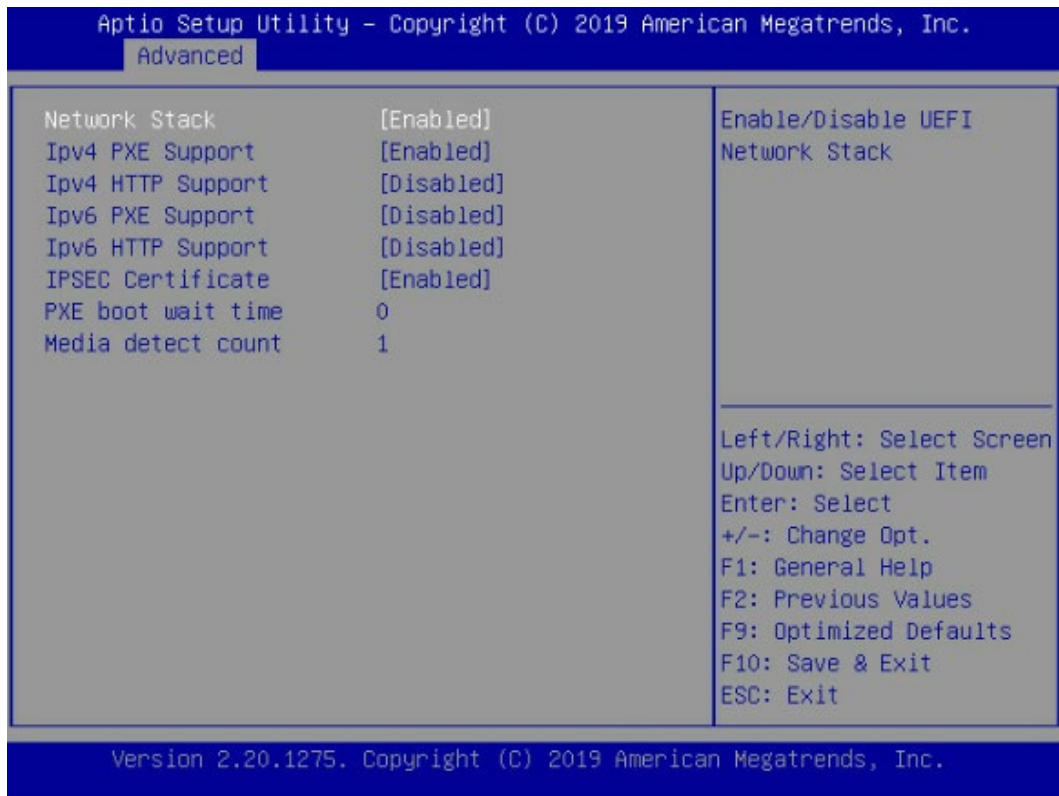 Aptio Setup Utility – Copyright (C) 2019 American Megatrends, Inc.
Advanced
Network Stack [Enabled]
Ipv4 PXE Support [Enabled]
Ipv4 HTTP Support [Disabled]
Ipv6 PXE Support [Disabled]
Ipv6 HTTP Support [Disabled]
IPSEC Certificate [Enabled]
PXE boot wait time 0
Media detect count 1
Enable/Disable UEFI
Network Stack
Left/Right: Select Screen
Up/Down: Select Item
Enter: Select
+/-: Change Opt.
F1: General Help
F2: Previous Values
F9: Optimized Defaults
F10: Save & Exit
ESC: Exit
Version 2.20.1275. Copyright (C) 2019 American Megatrends, Inc.